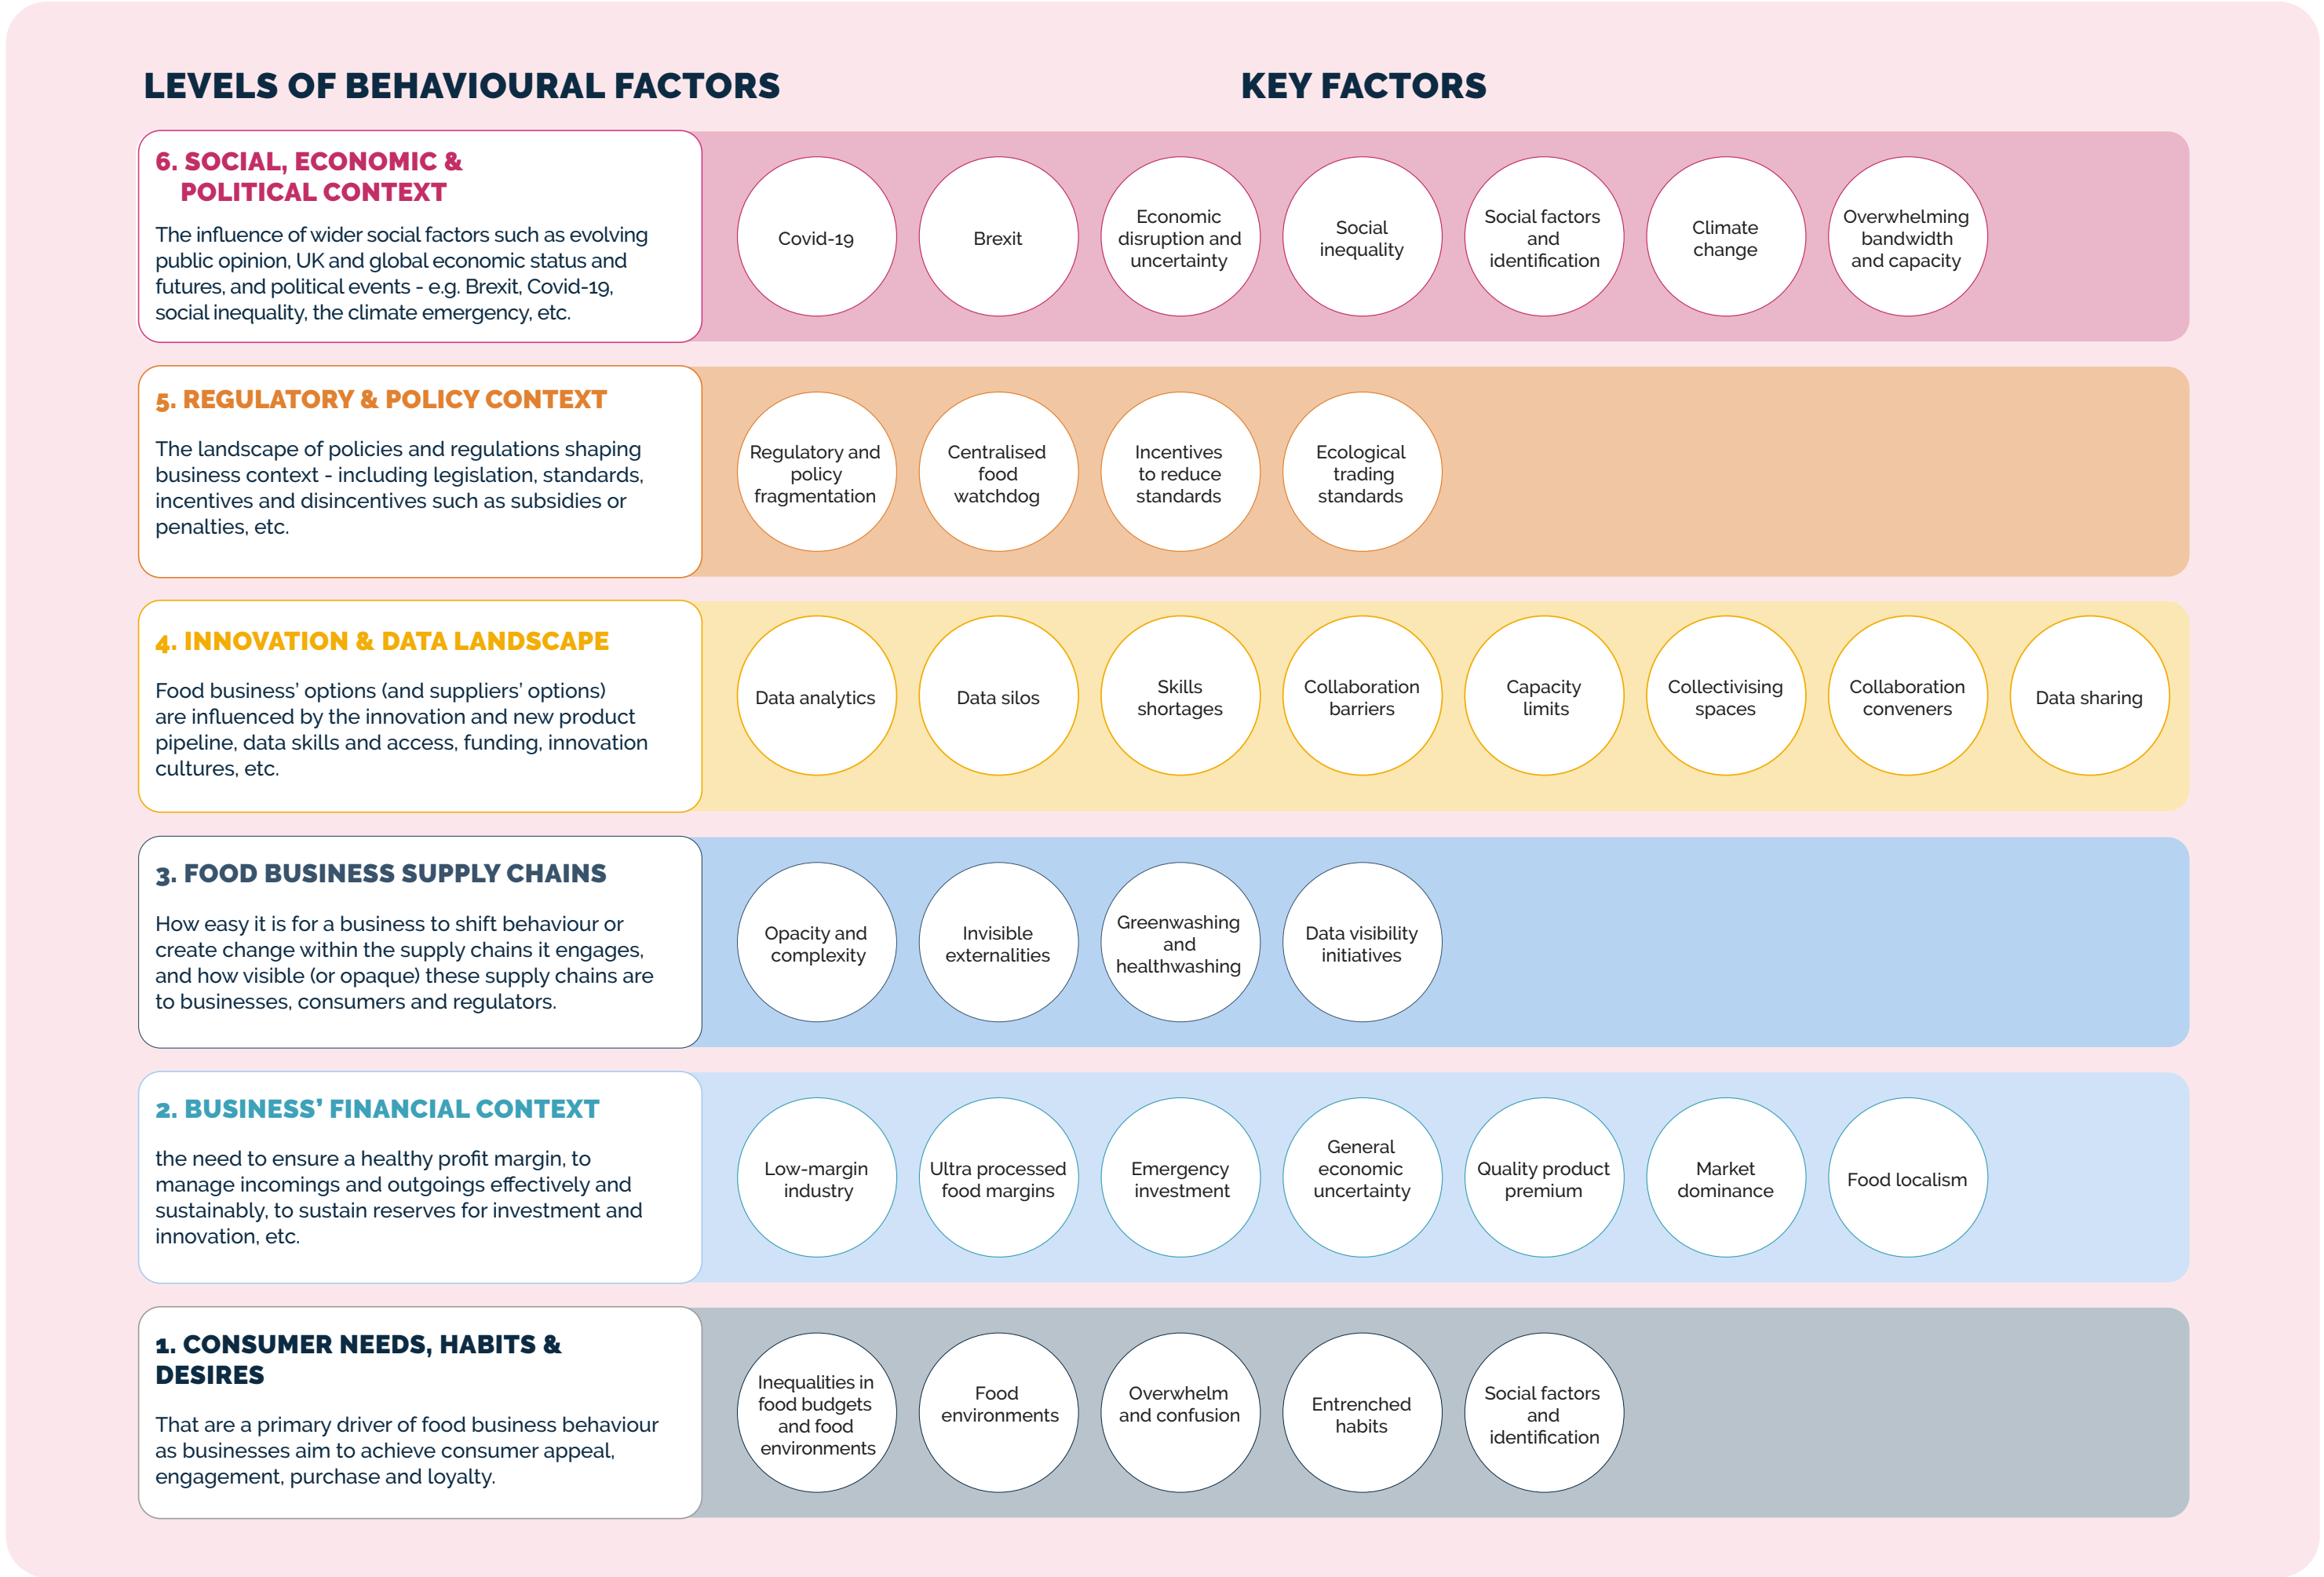 LEVELS OF BEHAVIOURAL FACTORS
KEY FACTORS
6. SOCIAL, ECONOMIC &
POLITICAL CONTEXT
The influence of wider social factors such as evolving
public opinion, UK and global economic status and
futures, and political events - e.g. Brexit, Covid-19,
social inequality, the climate emergency, etc.
Covid-19
Brexit
Economic
disruption and
uncertainty
Social
inequality
Social factors
and
identification
Climate
change
Overwhelming
bandwidth
and capacity
5. REGULATORY & POLICY CONTEXT
The landscape of policies and regulations shaping
business context - including legislation, standards,
incentives and disincentives such as subsidies or
penalties, etc.
Regulatory and
policy
fragmentation
Centralised
food
watchdog
Incentives
to reduce
standards
Ecological
trading
standards
4. INNOVATION & DATA LANDSCAPE
Food business’ options (and suppliers’ options)
are influenced by the innovation and new product
pipeline, data skills and access, funding, innovation
cultures, etc.
Data analytics
Data silos
Skills
shortages
Collaboration
barriers
Capacity
limits
Collectivising
spaces
Collaboration
conveners
Data sharing
3. FOOD BUSINESS SUPPLY CHAINS
How easy it is for a business to shift behaviour or
create change within the supply chains it engages,
and how visible (or opaque) these supply chains are
to businesses, consumers and regulators.
Opacity and
complexity
Invisible
externalities
Greenwashing
and
healthwashing
Data visibility
initiatives
2. BUSINESS’ FINANCIAL CONTEXT
the need to ensure a healthy profit margin, to
manage incomings and outgoings effectively and
sustainably, to sustain reserves for investment and
innovation, etc.
Low-margin
industry
Ultra processed
food margins
Emergency
investment
General
economic
uncertainty
Quality product
premium
Market
dominance
Food localism
1. CONSUMER NEEDS, HABITS &
DESIRES
That are a primary driver of food business behaviour
as businesses aim to achieve consumer appeal,
engagement, purchase and loyalty.
Inequalities in
food budgets
and food
environments
Food
environments
Overwhelm
and confusion
Entrenched
habits
Social factors
and
identification